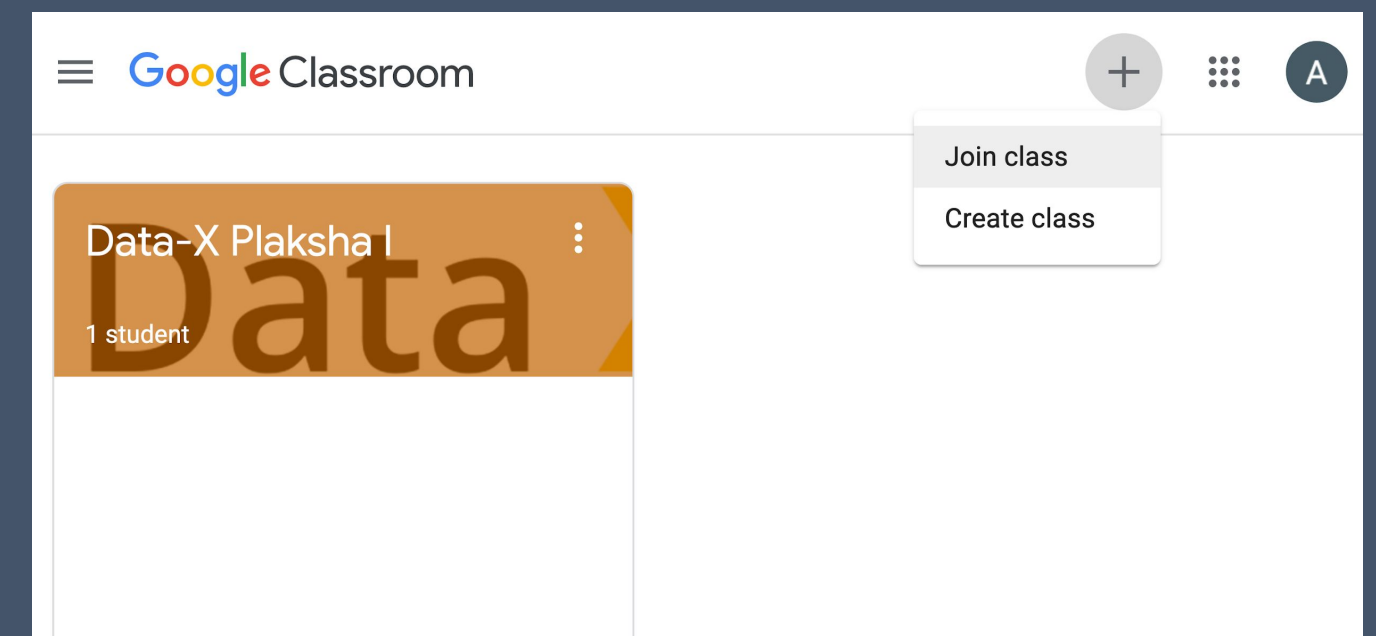 Google Classroom
A
Join class
Create class
Data-X Plaksha I
Data
1 student